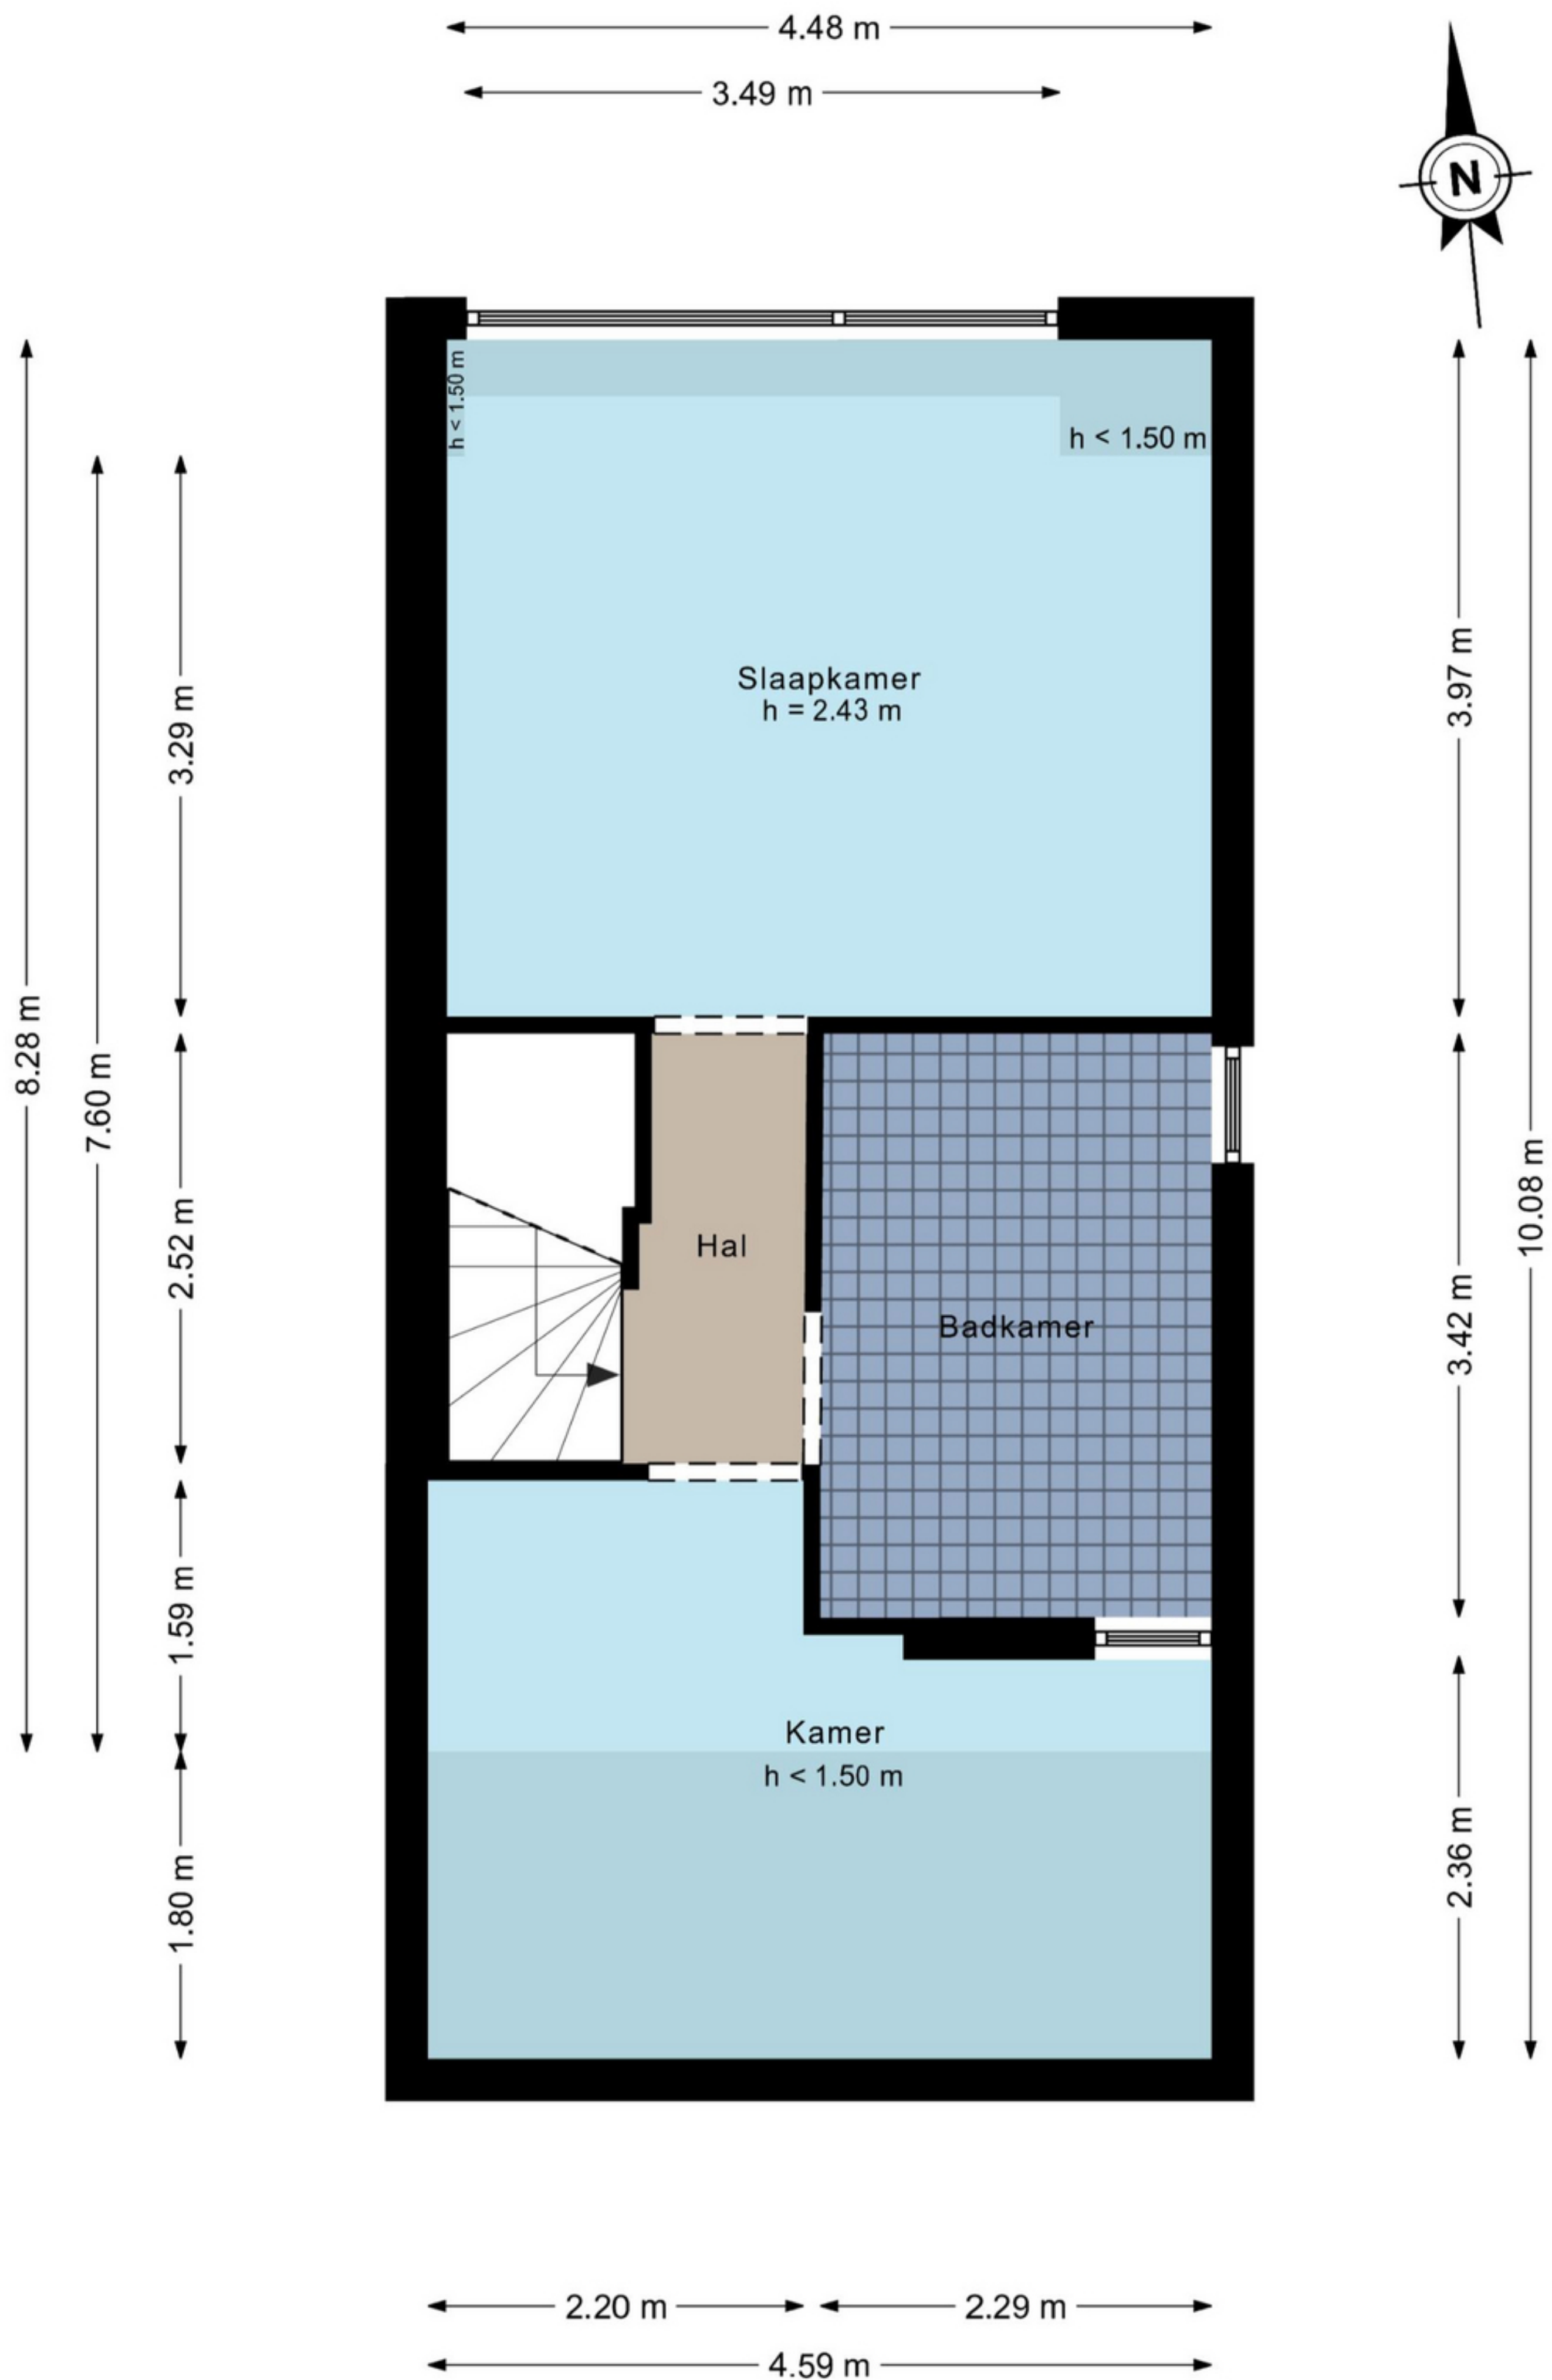 4.48 m
3.49 m
N
h < 1.50 m
h < 1.50 m
Slaapkamer
h = 2.43 m
3.29 m
3.97 m
8.28 m
7.60 m
10.08 m
2.52 m
Hal
Badkamer
3.42 m
1.59 m
Kamer
h < 1.50 m
1.80 m
2.36 m
2.20 m
2.29 m
4.59 m